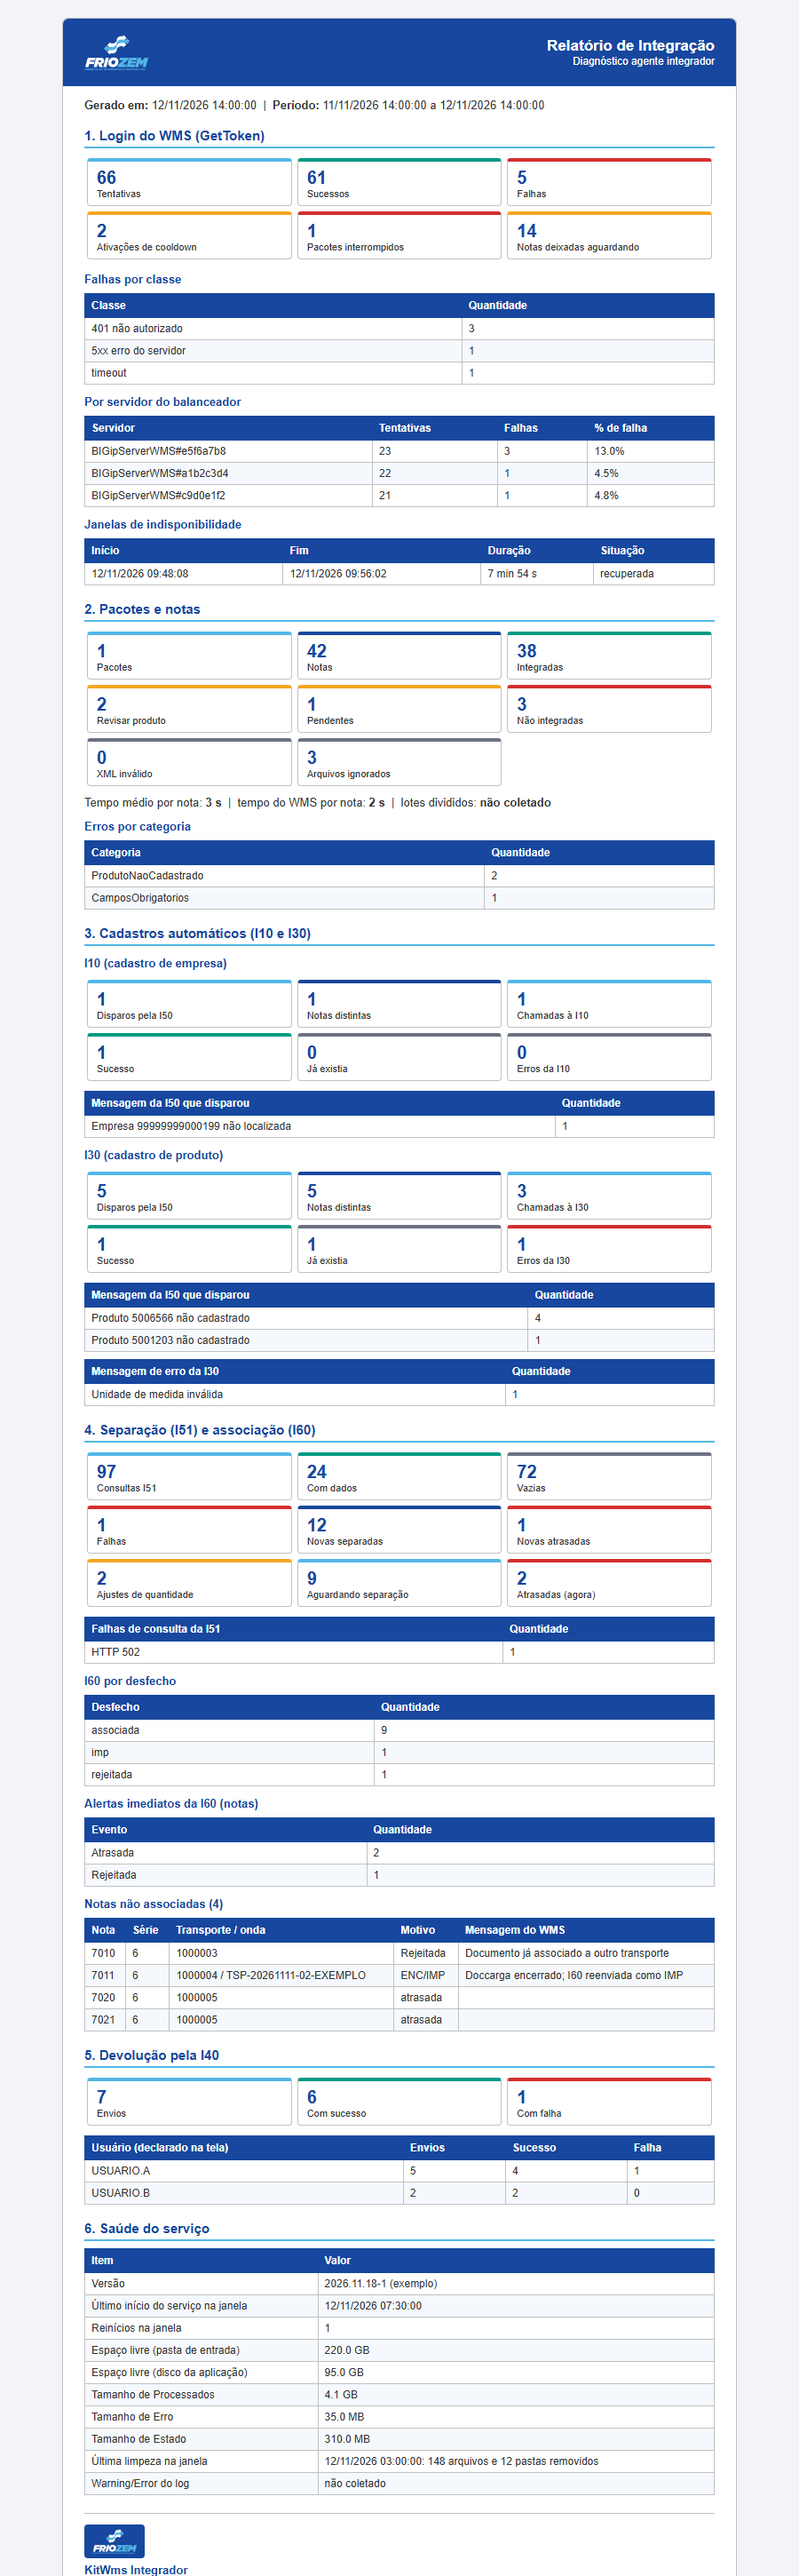 FRIOZEM
Relatório de Integração
Diagnóstico agente integrador
Gerado em: 12/11/2026 14:00:00 | Período: 11/11/2026 14:00:00 a 12/11/2026 14:00:00
1. Login do WMS (GetToken)
66 61 5
Tentativas Sucessos Falhas
2 1 14
Ativações de cooldown Pacotes interrompidos Notas deixadas aguardando
Falhas por classe
Classe Quantidade
401 não autorizado 3
5xx erro do servidor 1
timeout 1
Por servidor do balanceador
Servidor Tentativas Falhas % de falha
BIGipServerWMS#e5f6a7b8 23 3 13.0%
BIGipServerWMS#a1b2c3d4 22 1 4.5%
BIGipServerWMS#c9d0e1f2 21 1 4.8%
Janelas de indisponibilidade
Início Fim Duração Situação
12/11/2026 09:48:08 12/11/2026 09:56:02 7 min 54 s recuperada
2. Pacotes e notas
1 42 38
Pacotes Notas Integradas
2 1 3
Revisar produto Pendentes Não integradas
0 3
XML inválido Arquivos ignorados
Tempo médio por nota: 3 s | tempo do WMS por nota: 2 s | lotes divididos: não coletado
Erros por categoria
Categoria Quantidade
ProdutoNaoCadastrado 2
CamposObrigatorios 1
3. Cadastros automáticos (I10 e I30)
I10 (cadastro de empresa)
1 1 1
Disparos pela I50 Notas distintas Chamadas à I10
1 0 0
Sucesso Já existia Erros da I10
Mensagem da I50 que disparou Quantidade
Empresa 99999999000199 não localizada 1
I30 (cadastro de produto)
5 5 3
Disparos pela I50 Notas distintas Chamadas à I30
1 1 1
Sucesso Já existia Erros da I30
Mensagem da I50 que disparou Quantidade
Produto 5006566 não cadastrado 4
Produto 5001203 não cadastrado 1
Mensagem de erro da I30 Quantidade
Unidade de medida inválida 1
4. Separação (I51) e associação (I60)
97 24 72
Consultas I51 Com dados Vazias
1 12 1
Falhas Novas separadas Novas atrasadas
2 9 2
Ajustes de quantidade Aguardando separação Atrasadas (agora)
Falhas de consulta da I51 Quantidade
HTTP 502 1
I60 por desfecho
Desfecho Quantidade
associada 9
imp 1
rejeitada 1
Alertas imediatos da I60 (notas)
Evento Quantidade
Atrasada 2
Rejeitada 1
Notas não associadas (4)
Nota Série Transporte / onda Motivo Mensagem do WMS
7010 6 1000003 Rejeitada Documento já associado a outro transporte
7011 6 1000004 / TSP-20261111-02-EXEMPLO ENC/IMP Doccarga encerrado; I60 reenviada como IMP
7020 6 1000005 atrasada
7021 6 1000005 atrasada
5. Devolução pela I40
7 6 1
Envios Com sucesso Com falha
Usuário (declarado na tela) Envios Sucesso Falha
USUARIO.A 5 4 1
USUARIO.B 2 2 0
6. Saúde do serviço
Item Valor
Versão 2026.11.18-1 (exemplo)
Último início do serviço na janela 12/11/2026 07:30:00
Reinícios na janela 1
Espaço livre (pasta de entrada) 220.0 GB
Espaço livre (disco da aplicação) 95.0 GB
Tamanho de Processados 4.1 GB
Tamanho de Erro 35.0 MB
Tamanho de Estado 310.0 MB
Última limpeza na janela 12/11/2026 03:00:00: 148 arquivos e 12 pastas removidos
Warning/Error do log não coletado
FRIOZEM
KitWms Integrador